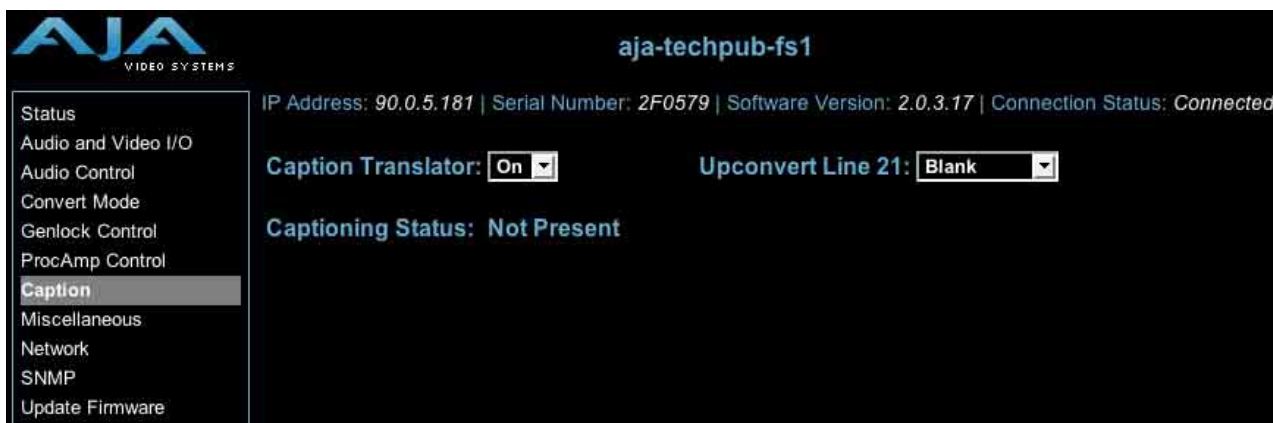 AJA
VIDEO SYSTEMS
aja-techpub-fs1
IP Address: 90.0.5.181 | Serial Number: 2F0579 | Software Version: 2.0.3.17 | Connection Status: Connected
Status
Audio and Video I/O
Audio Control
Convert Mode
Genlock Control
ProcAmp Control
Caption
Miscellaneous
Network
SNMP
Update Firmware
Caption Translator: On
Upconvert Line 21: Blank
Captioning Status: Not Present